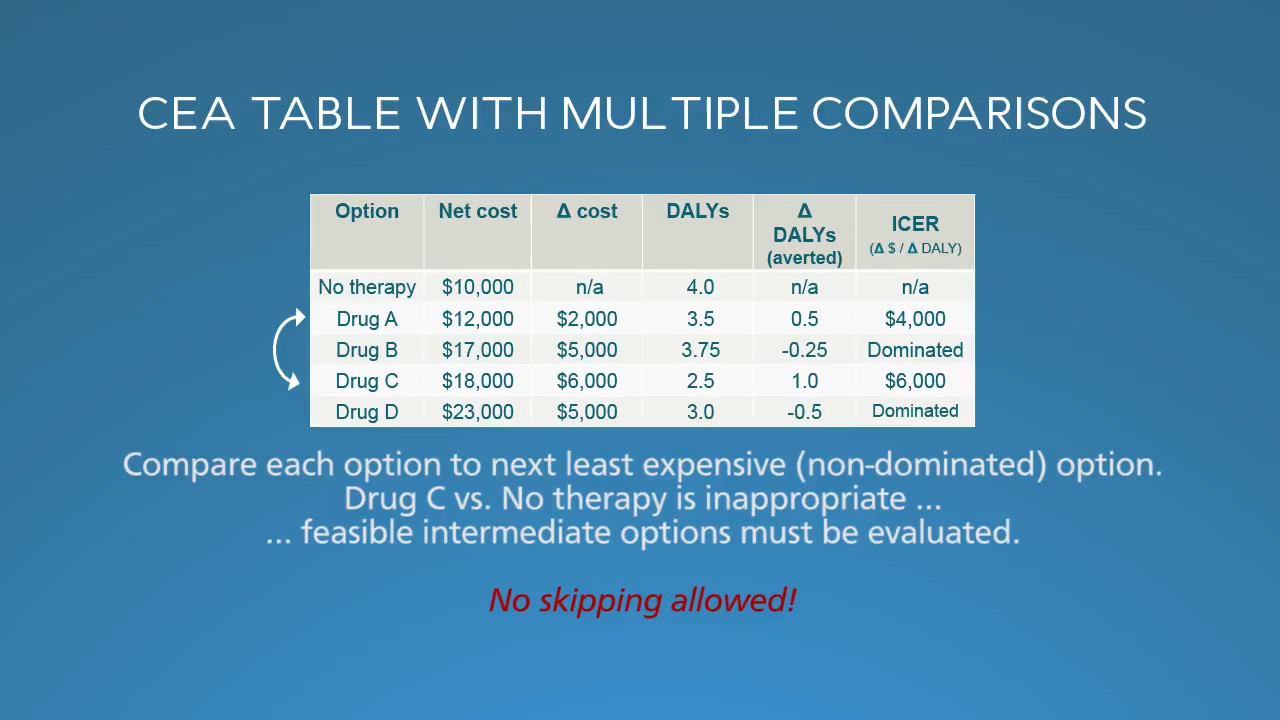 CEA TABLE WITH MULTIPLE COMPARISONS
Option Net cost Δ cost DALYs Δ DALYs (averted) ICER (Δ $ / Δ DALY)
No therapy $10,000 n/a 4.0 n/a n/a
Drug A $12,000 $2,000 3.5 0.5 $4,000
Drug B $17,000 $5,000 3.75 -0.25 Dominated
Drug C $18,000 $6,000 2.5 1.0 $6,000
Drug D $23,000 $5,000 3.0 -0.5 Dominated
Compare each option to next least expensive (non-dominated) option.
Drug C vs. No therapy is inappropriate ...
... feasible intermediate options must be evaluated.
No skipping allowed!